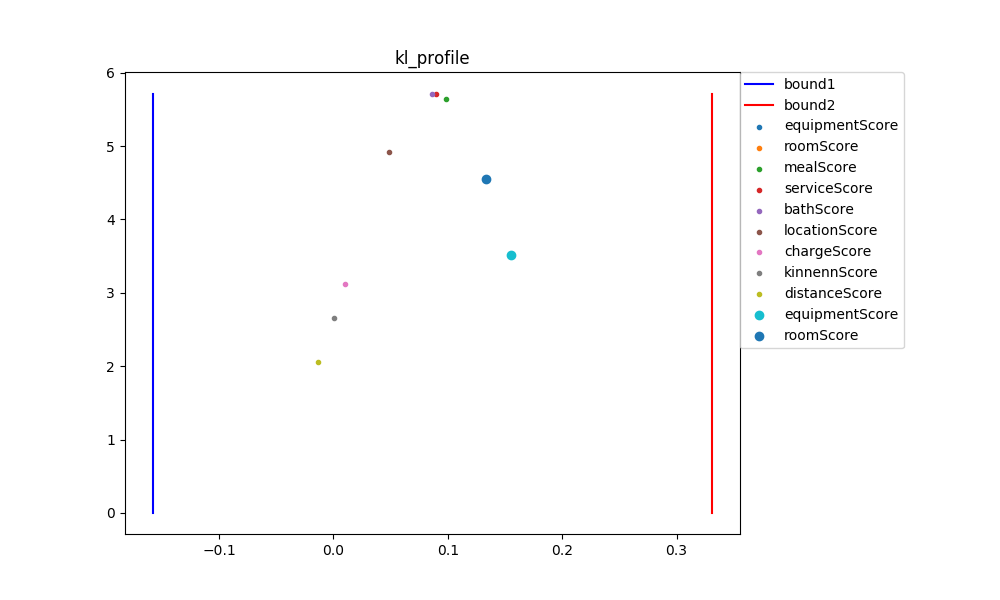 kl_profile
6
5
4
3
2
1
0
−0.1
0.0
0.1
0.2
0.3
bound1
bound2
equipmentScore
roomScore
mealScore
serviceScore
bathScore
locationScore
chargeScore
kinnennScore
distanceScore
equipmentScore
roomScore